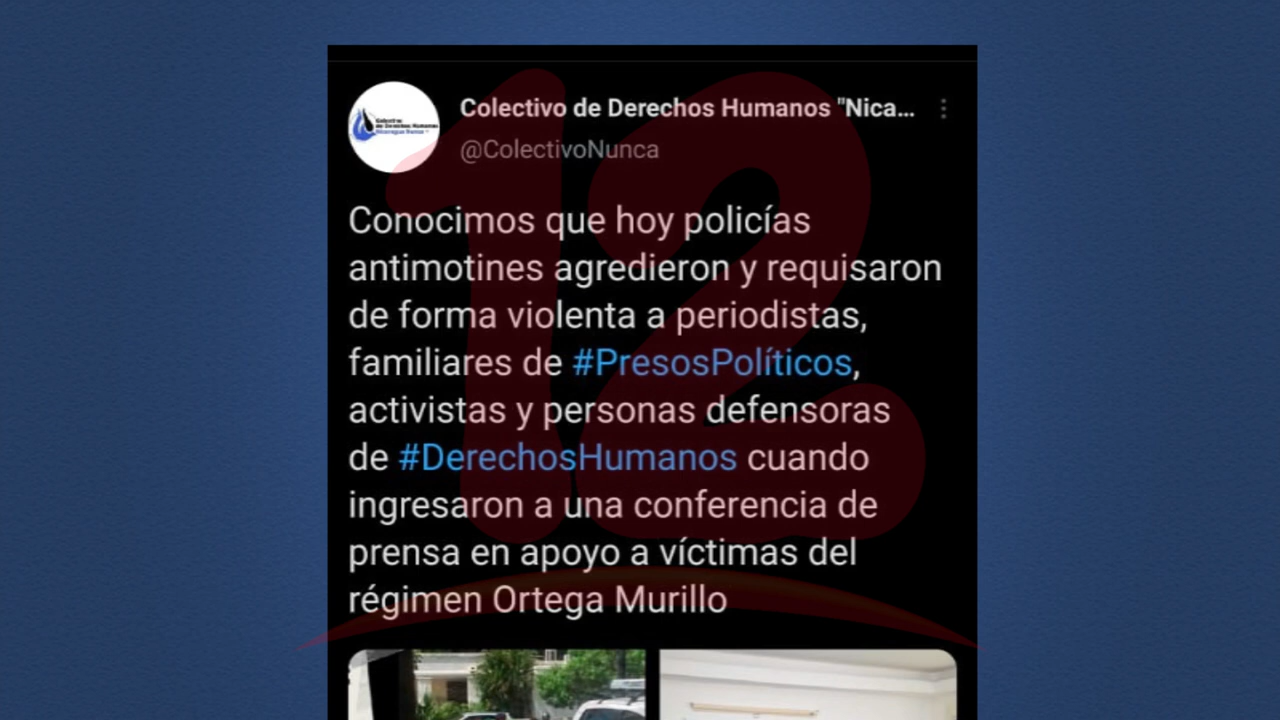 Colectivo de Derechos Humanos "Nica...
@ColectivoNunca
Conocimos que hoy policías
antimotines agredieron y requisaron
de forma violenta a periodistas,
familiares de #PresosPolíticos,
activistas y personas defensoras
de #DerechosHumanos cuando
ingresaron a una conferencia de
prensa en apoyo a víctimas del
régimen Ortega Murillo
12